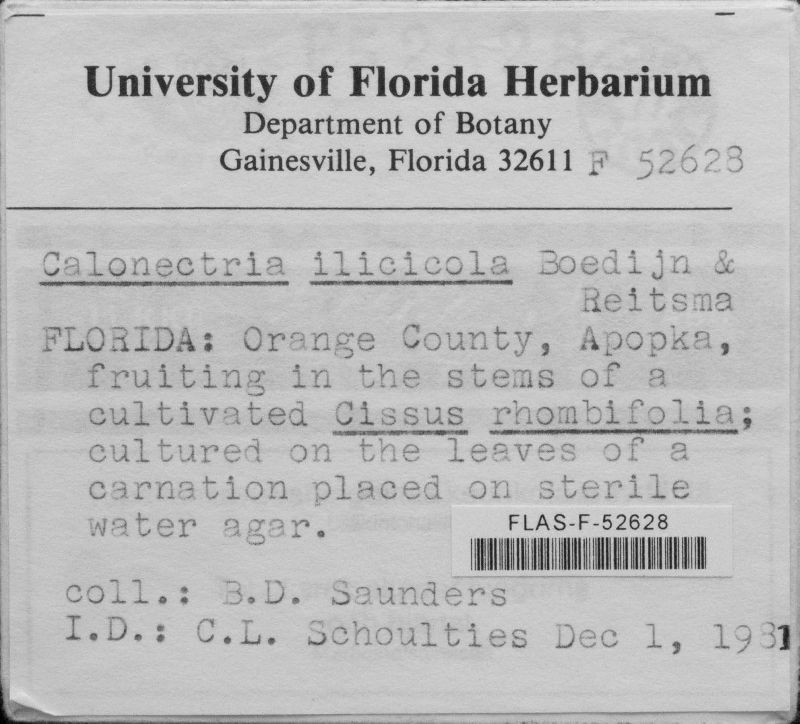 University of Florida Herbarium
Department of Botany
Gainesville, Florida 32611 F 52628
Calonectria ilicicola Boedijn &
Reitsma
FLORIDA: Orange County, Apopka,
fruiting in the stems of a
cultivated Cissus rhombifolia;
cultured on the leaves of a
carnation placed on sterile
water agar.
FLAS-F-52628
coll.: B.D. Saunders
I.D.: C.L. Schoulties Dec 1, 1981